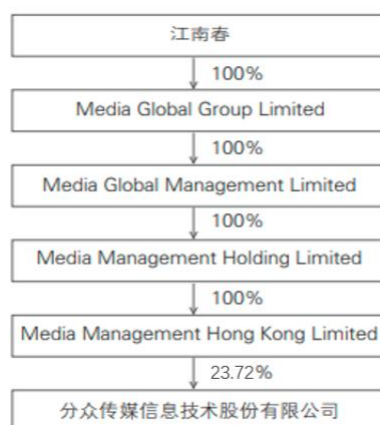 江南春
100%
Media Global Group Limited
100%
Media Global Management Limited
100%
Media Management Holding Limited
100%
Media Management Hong Kong Limited
23.72%
分众传媒信息技术股份有限公司